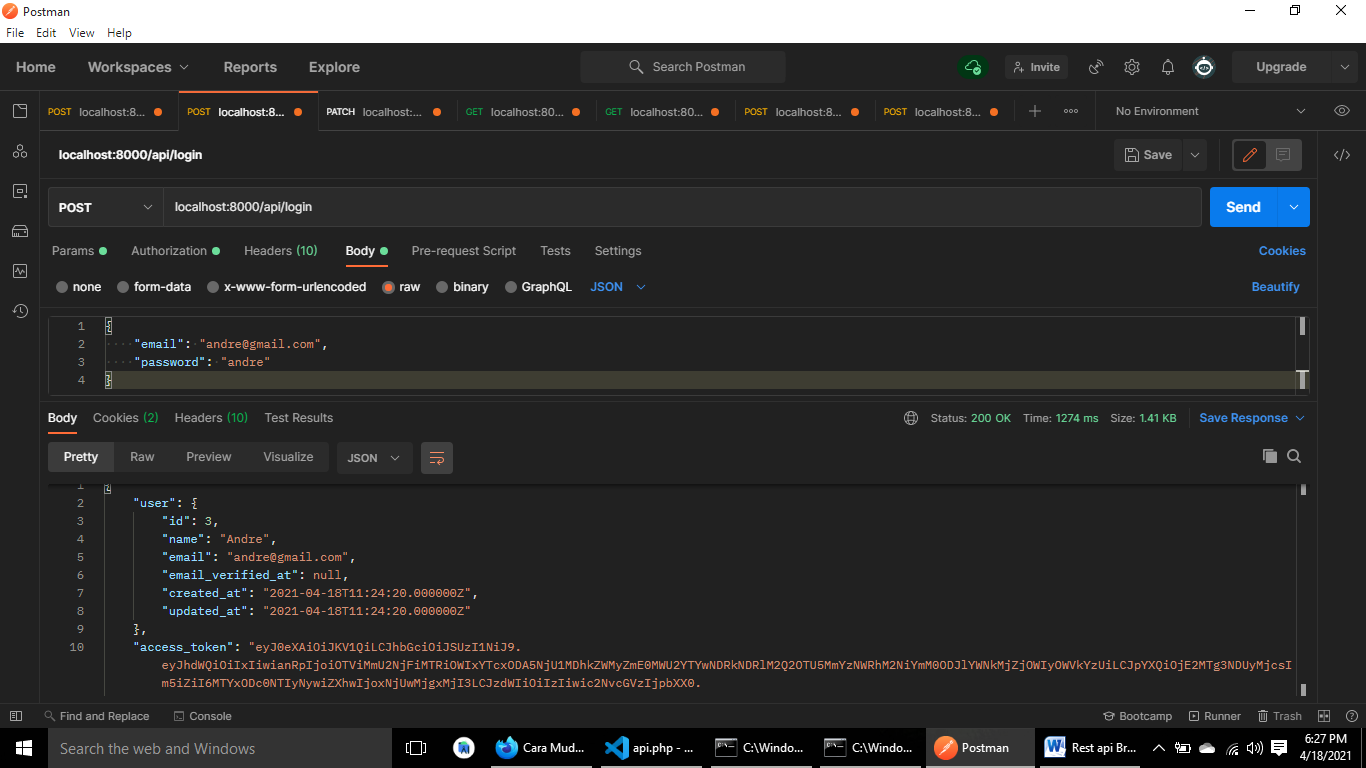 Postman
File Edit View Help
Home Workspaces Reports Explore Search Postman Invite Upgrade
POST localhost:8... POST localhost:8... PATCH localhost:... GET localhost:80... GET localhost:80... POST localhost:8... POST localhost:8... No Environment
localhost:8000/api/login Save
POST localhost:8000/api/login Send
Params Authorization Headers (10) Body Pre-request Script Tests Settings Cookies
none form-data x-www-form-urlencoded raw binary GraphQL JSON Beautify
1 {
2 "email": "andre@gmail.com",
3 "password": "andre"
4 }
Body Cookies (2) Headers (10) Test Results Status: 200 OK Time: 1274 ms Size: 1.41 KB Save Response
Pretty Raw Preview Visualize JSON
1 {
2 "user": {
3 "id": 3,
4 "name": "Andre",
5 "email": "andre@gmail.com",
6 "email_verified_at": null,
7 "created_at": "2021-04-18T11:24:20.000000Z",
8 "updated_at": "2021-04-18T11:24:20.000000Z"
9 },
10 "access_token": "eyJ0eXAiOiJKV1QiLCJhbGciOiJSUzI1NiJ9.
eyJhdWQiOiIxIiwianRpIjoiOTViMmU2NjFiMTRiOWIxYTcxODA5NjU1MDhkZWMyZmE0MWU2YTYwNDRkNDRlM2Q2OTU5MmYzNWRhM2NiYmM0ODJlYWNkMjZjOWIyOWVkYzUiLCJpYXQiOjE2MTg3NDUyMjcsI
m5iZiI6MTYxODc0NTIyNywiZXhwIjoxNjUwMjgxMjI3LCJzdWIiOiIzIiwic2NvcGVzIjpbXX0.
Find and Replace Console Bootcamp Runner Trash
Search the web and Windows Cara Mud... api.php - ... C:\Windo... C:\Windo... Postman Rest api Br... 6:27 PM
4/18/2021